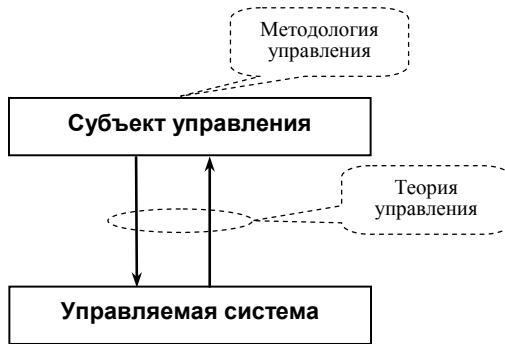 Методология
управления
Субъект управления
Теория
управления
Управляемая система